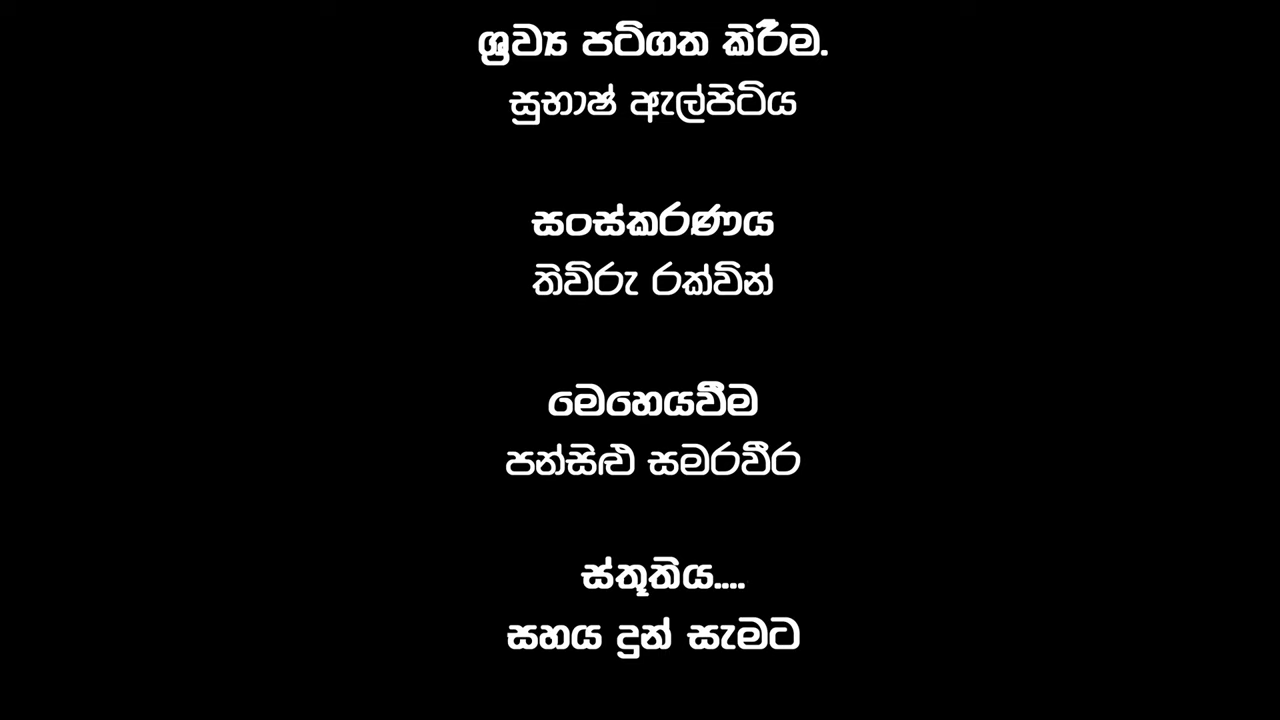 ශ්‍රව්‍ය පටිගත කිරීම.
සුභාෂ් ඇල්පිටිය
සංස්කරණය
තිවිරු රක්වින්
මෙහෙයවීම
පන්සිළු සමරවීර
ස්තූතිය....
සහය දුන් සැමට